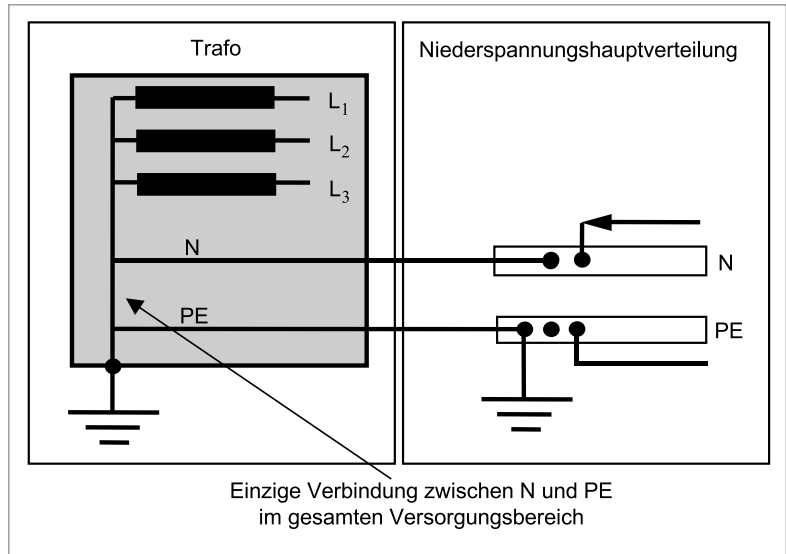 Trafo
Niederspannungshauptverteilung
L1
L2
L3
N
N
PE
PE
Einzige Verbindung zwischen N und PE
im gesamten Versorgungsbereich